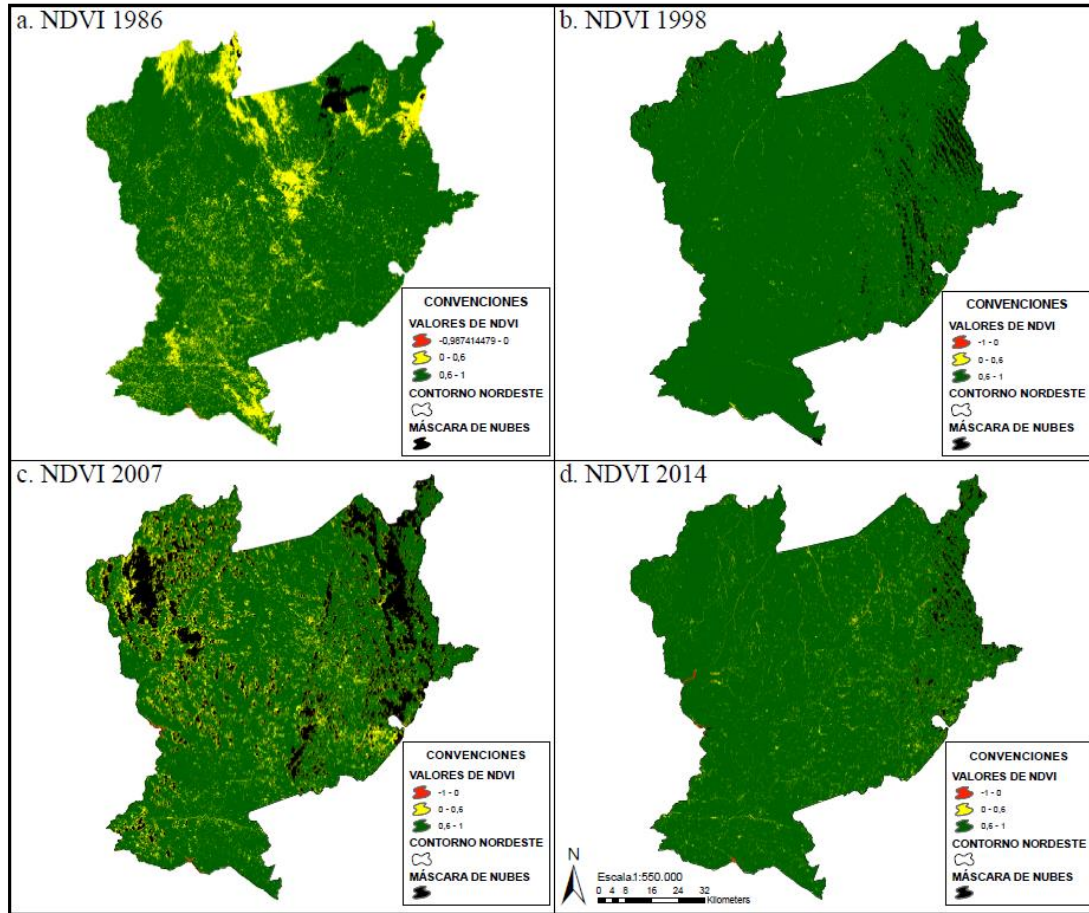 a. NDVI 1986
CONVENCIONES
VALORES DE NDVI
-0,987414479 - 0
0 - 0,6
0,6 - 1
CONTORNO NORDESTE
MÁSCARA DE NUBES
b. NDVI 1998
CONVENCIONES
VALORES DE NDVI
-1 - 0
0 - 0,6
0,6 - 1
CONTORNO NORDESTE
MÁSCARA DE NUBES
c. NDVI 2007
CONVENCIONES
VALORES DE NDVI
-1 - 0
0 - 0,6
0,6 - 1
CONTORNO NORDESTE
MÁSCARA DE NUBES
d. NDVI 2014
CONVENCIONES
VALORES DE NDVI
-1 - 0
0 - 0,6
0,6 - 1
CONTORNO NORDESTE
MÁSCARA DE NUBES
N
Escala.1:550.000
0 4 8 16 24 32
Kilometers